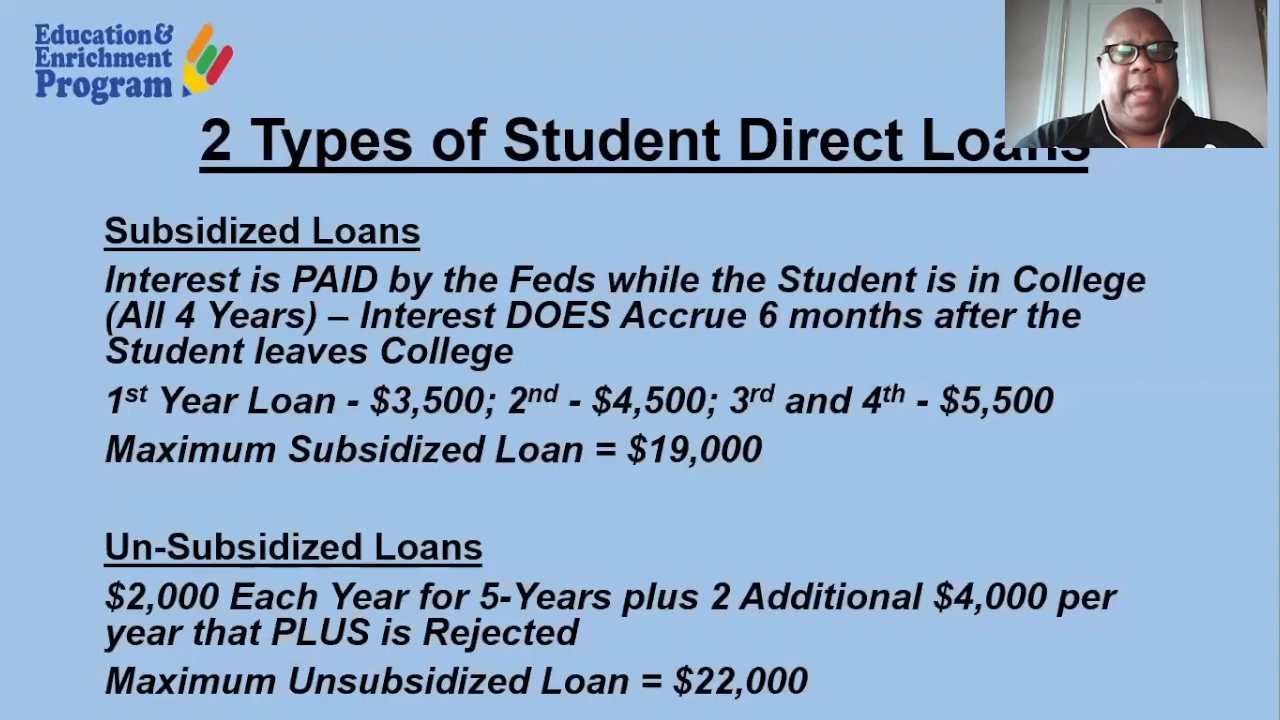 Education&
Enrichment
Program
2 Types of Student Direct Loans
Subsidized Loans
Interest is PAID by the Feds while the Student is in College
(All 4 Years) – Interest DOES Accrue 6 months after the
Student leaves College
1st Year Loan - $3,500; 2nd - $4,500; 3rd and 4th - $5,500
Maximum Subsidized Loan = $19,000
Un-Subsidized Loans
$2,000 Each Year for 5-Years plus 2 Additional $4,000 per
year that PLUS is Rejected
Maximum Unsubsidized Loan = $22,000